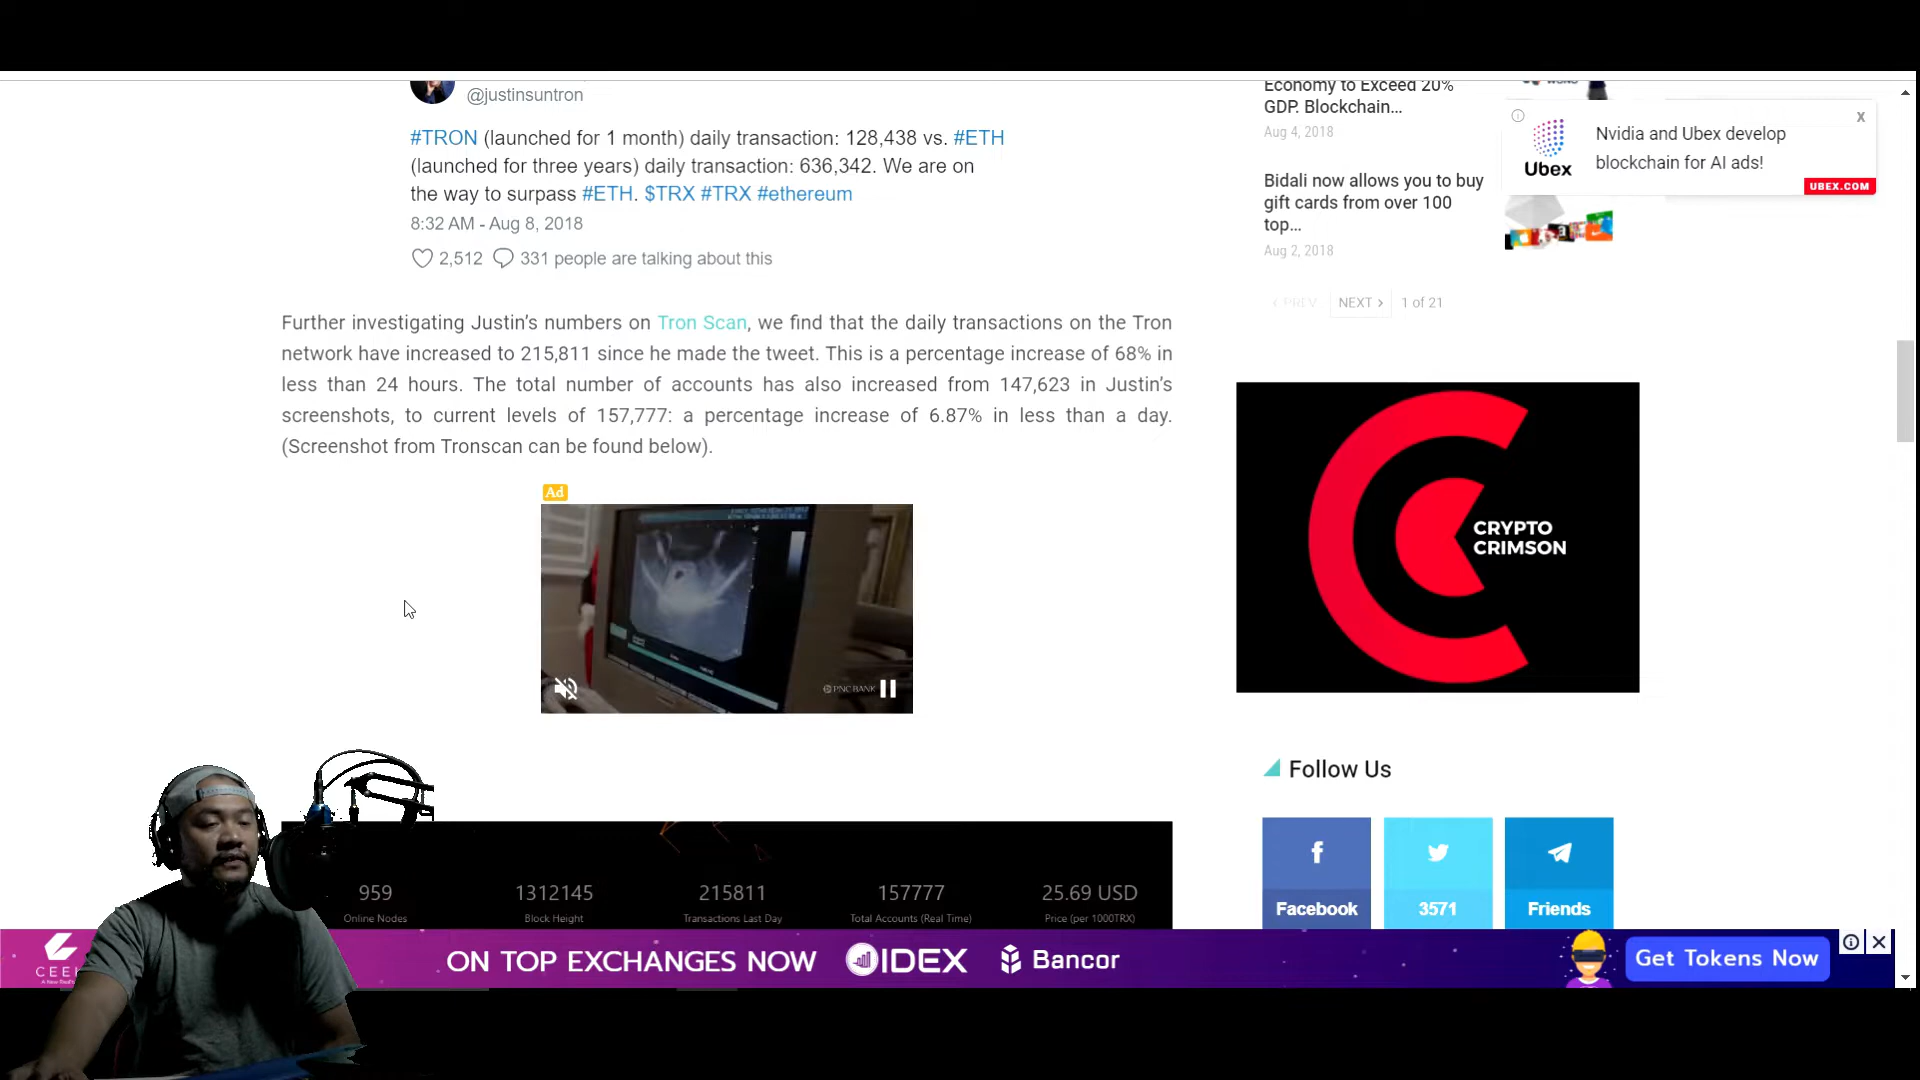 @justinsuntron
#TRON (launched for 1 month) daily transaction: 128,438 vs. #ETH
(launched for three years) daily transaction: 636,342. We are on
the way to surpass #ETH. $TRX #TRX #ethereum
8:32 AM - Aug 8, 2018
2,512 331 people are talking about this
Further investigating Justin's numbers on Tron Scan, we find that the daily transactions on the Tron
network have increased to 215,811 since he made the tweet. This is a percentage increase of 68% in
less than 24 hours. The total number of accounts has also increased from 147,623 in Justin's
screenshots, to current levels of 157,777: a percentage increase of 6.87% in less than a day.
(Screenshot from Tronscan can be found below).
Ad
PNC BANK
959
Online Nodes
1312145
Block Height
215811
Transactions Last Day
157777
Total Accounts (Real Time)
25.69 USD
Price (per 1000TRX)
Economy to Exceed 20%
GDP. Blockchain...
Aug 4, 2018
Bidali now allows you to buy
gift cards from over 100
top...
Aug 2, 2018
PREV NEXT 1 of 21
Ubex
Nvidia and Ubex develop
blockchain for AI ads!
X
UBEX.COM
CRYPTO
CRIMSON
Follow Us
Facebook
3571
Friends
ON TOP EXCHANGES NOW IDEX Bancor
Get Tokens Now